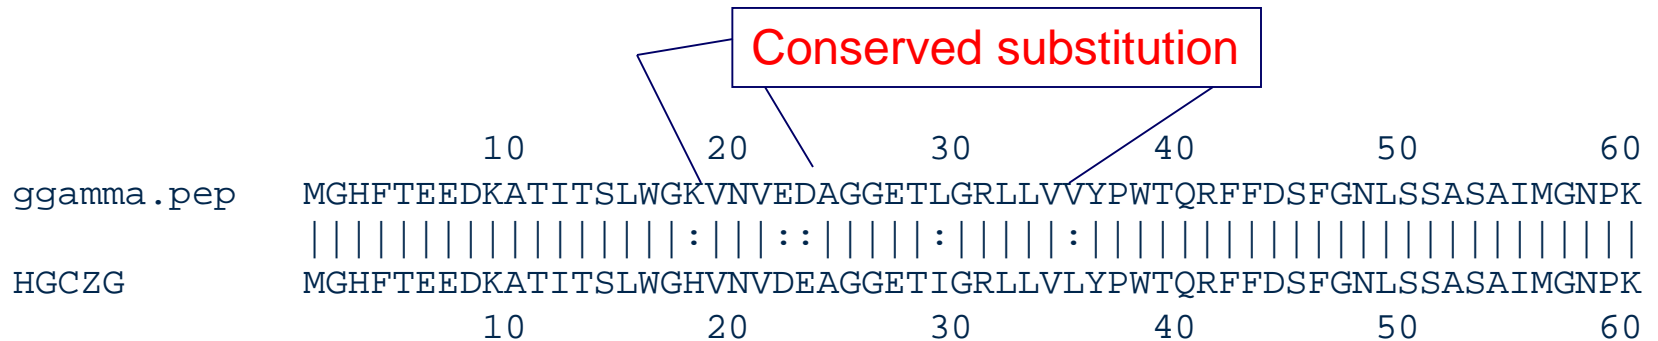 Conserved substitution
10 20 30 40 50 60
ggamma.pep MGHFTEEDKATITSLWGKVNVEDAGGETLGRLLVVYPWTQRFFDSFGNLSSASAIMGNPK
|||||||||||||||||:|||::|||||:|||||:|||||||||||||||||||||||||
HGCZG MGHFTEEDKATITSLWGHVNVDEAGGETIGRLLVLYPWTQRFFDSFGNLSSASAIMGNPK
10 20 30 40 50 60